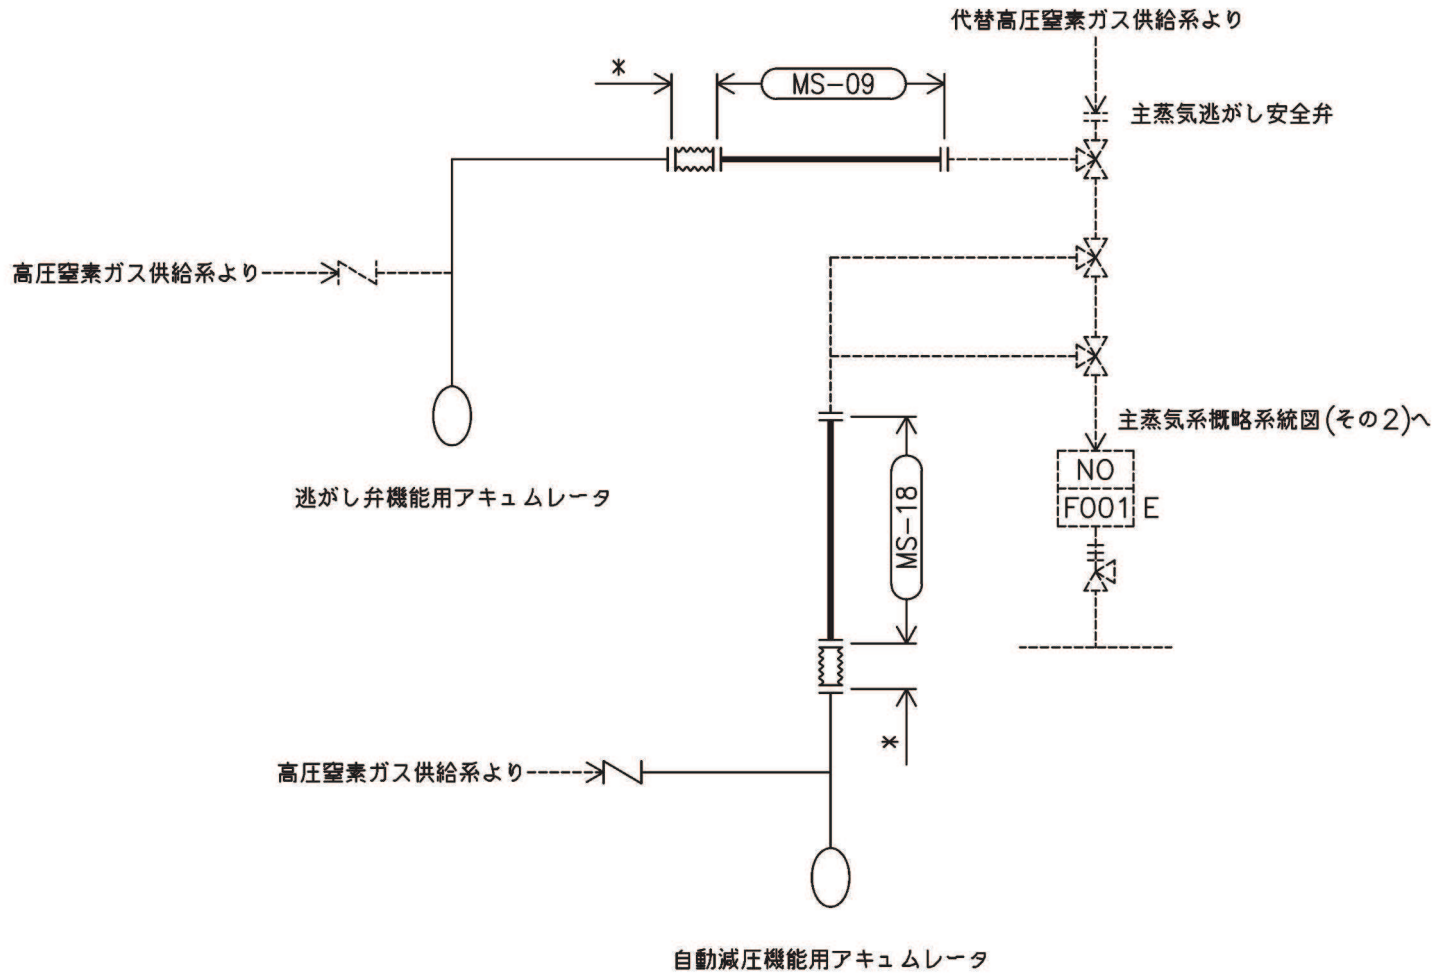 代替高圧窒素ガス供給系より
*
MS-09
主蒸気逃がし安全弁
高圧窒素ガス供給系より
主蒸気系概略系統図(その2)へ
NO
F001 E
逃がし弁機能用アキュムレータ
MS-18
*
高圧窒素ガス供給系より
自動減圧機能用アキュムレータ